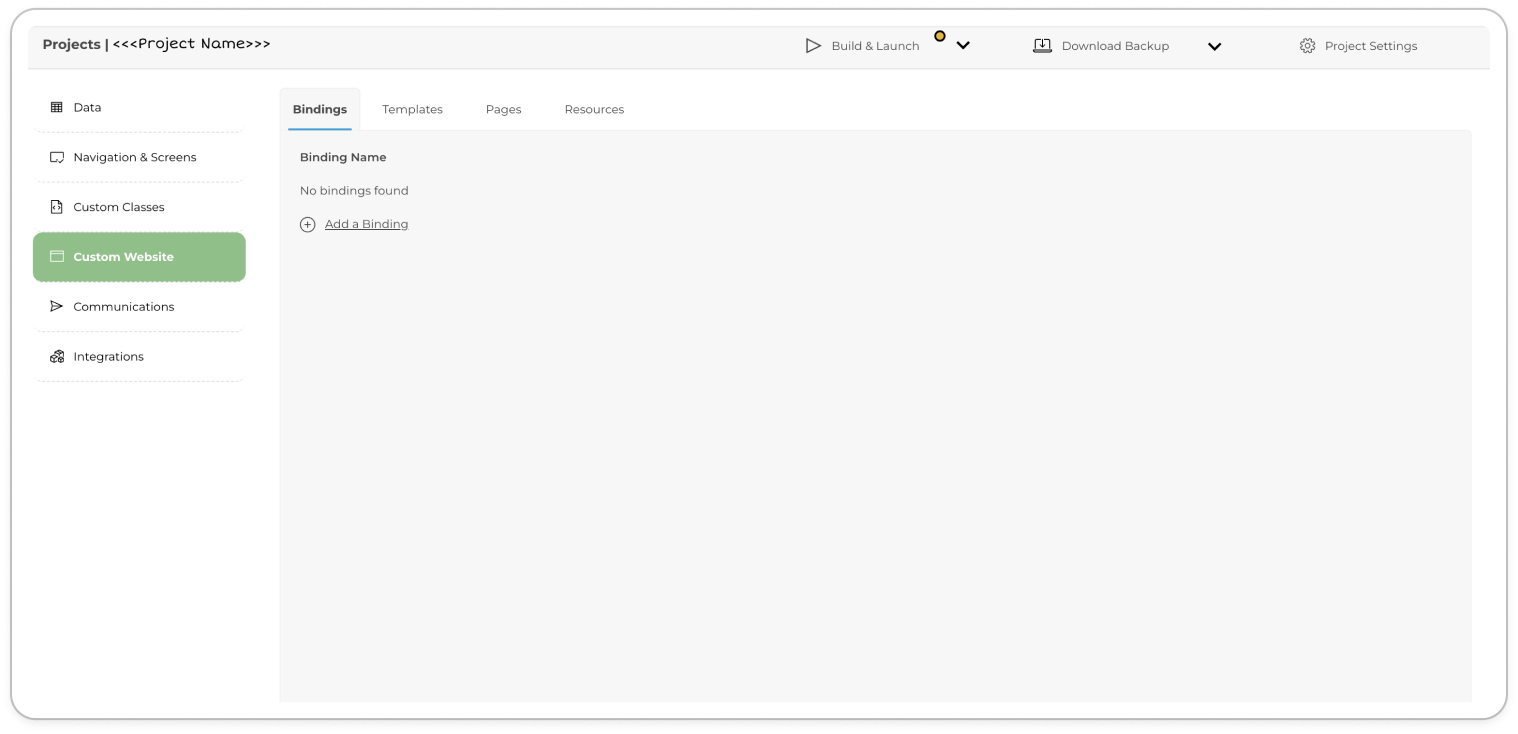 Projects | <<<Project Name>>>
Build & Launch
Download Backup
Project Settings
Data
Navigation & Screens
Custom Classes
Custom Website
Communications
Integrations
Bindings
Templates
Pages
Resources
Binding Name
No bindings found
Add a Binding